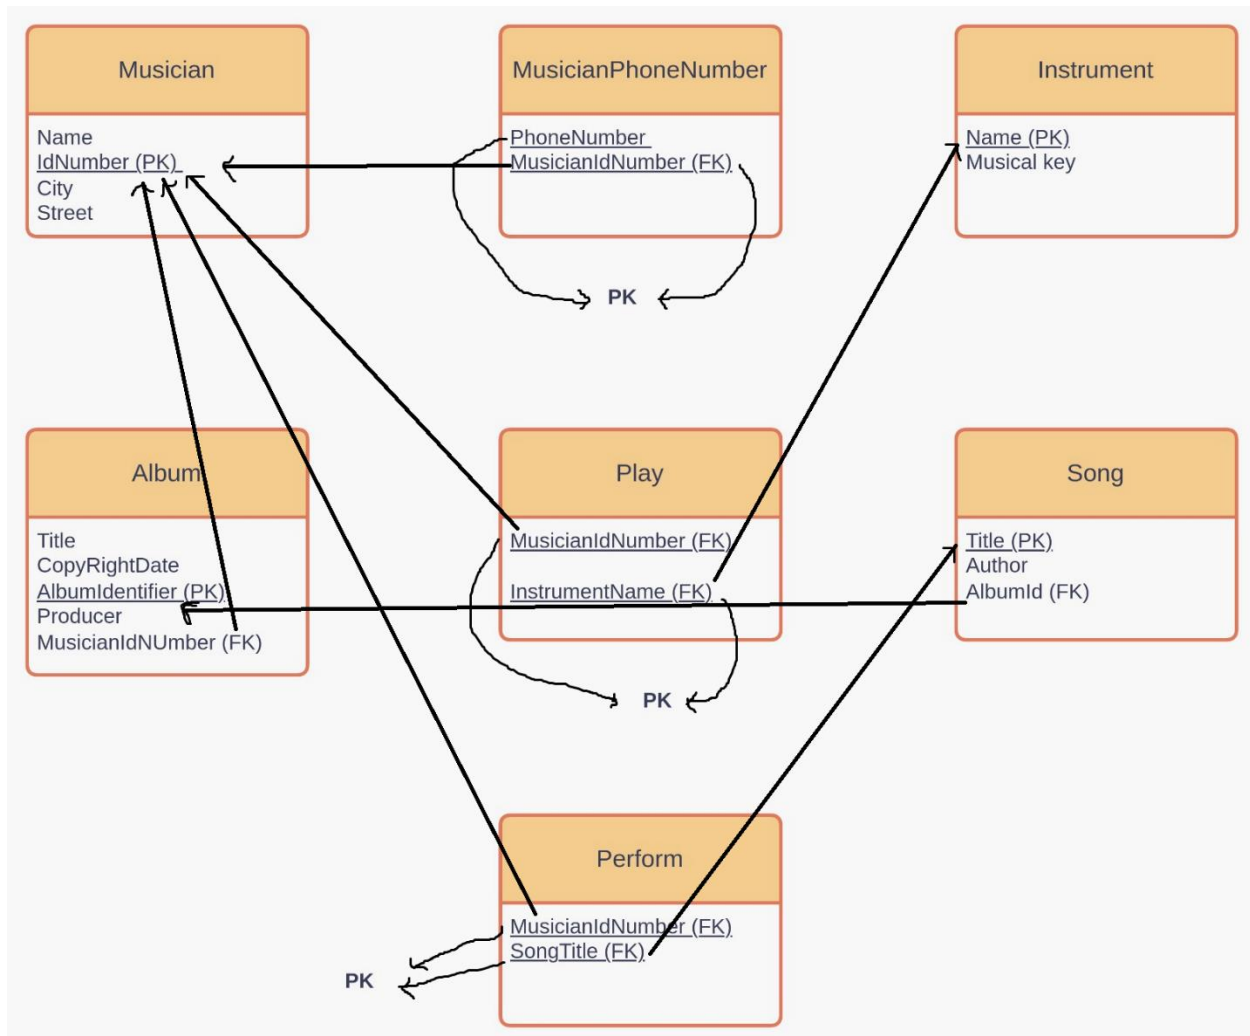 Musician
Name
IdNumber (PK)
City
Street
MusicianPhoneNumber
PhoneNumber
MusicianIdNumber (FK)
PK
Instrument
Name (PK)
Musical key
Album
Title
CopyRightDate
AlbumIdentifier (PK)
Producer
MusicianIdNUmber (FK)
Play
MusicianIdNumber (FK)
InstrumentName (FK)
PK
Song
Title (PK)
Author
AlbumId (FK)
Perform
MusicianIdNumber (FK)
SongTitle (FK)
PK